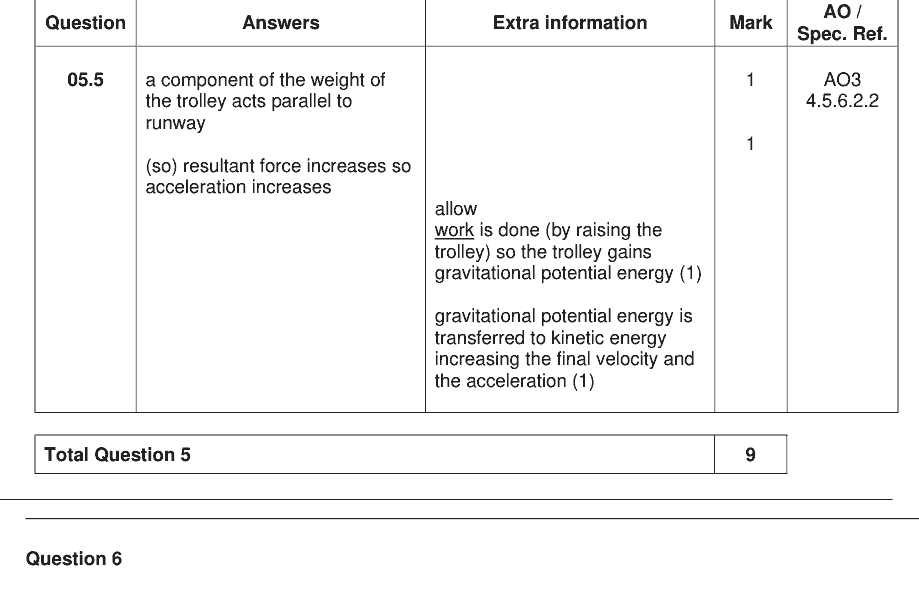 Question Answers Extra information Mark AO /
Spec. Ref.
05.5 a component of the weight of 1 AO3
the trolley acts parallel to 4.5.6.2.2
runway
1
(so) resultant force increases so
acceleration increases
allow
work is done (by raising the
trolley) so the trolley gains
gravitational potential energy (1)
gravitational potential energy is
transferred to kinetic energy
increasing the final velocity and
the acceleration (1)
Total Question 5 9
Question 6